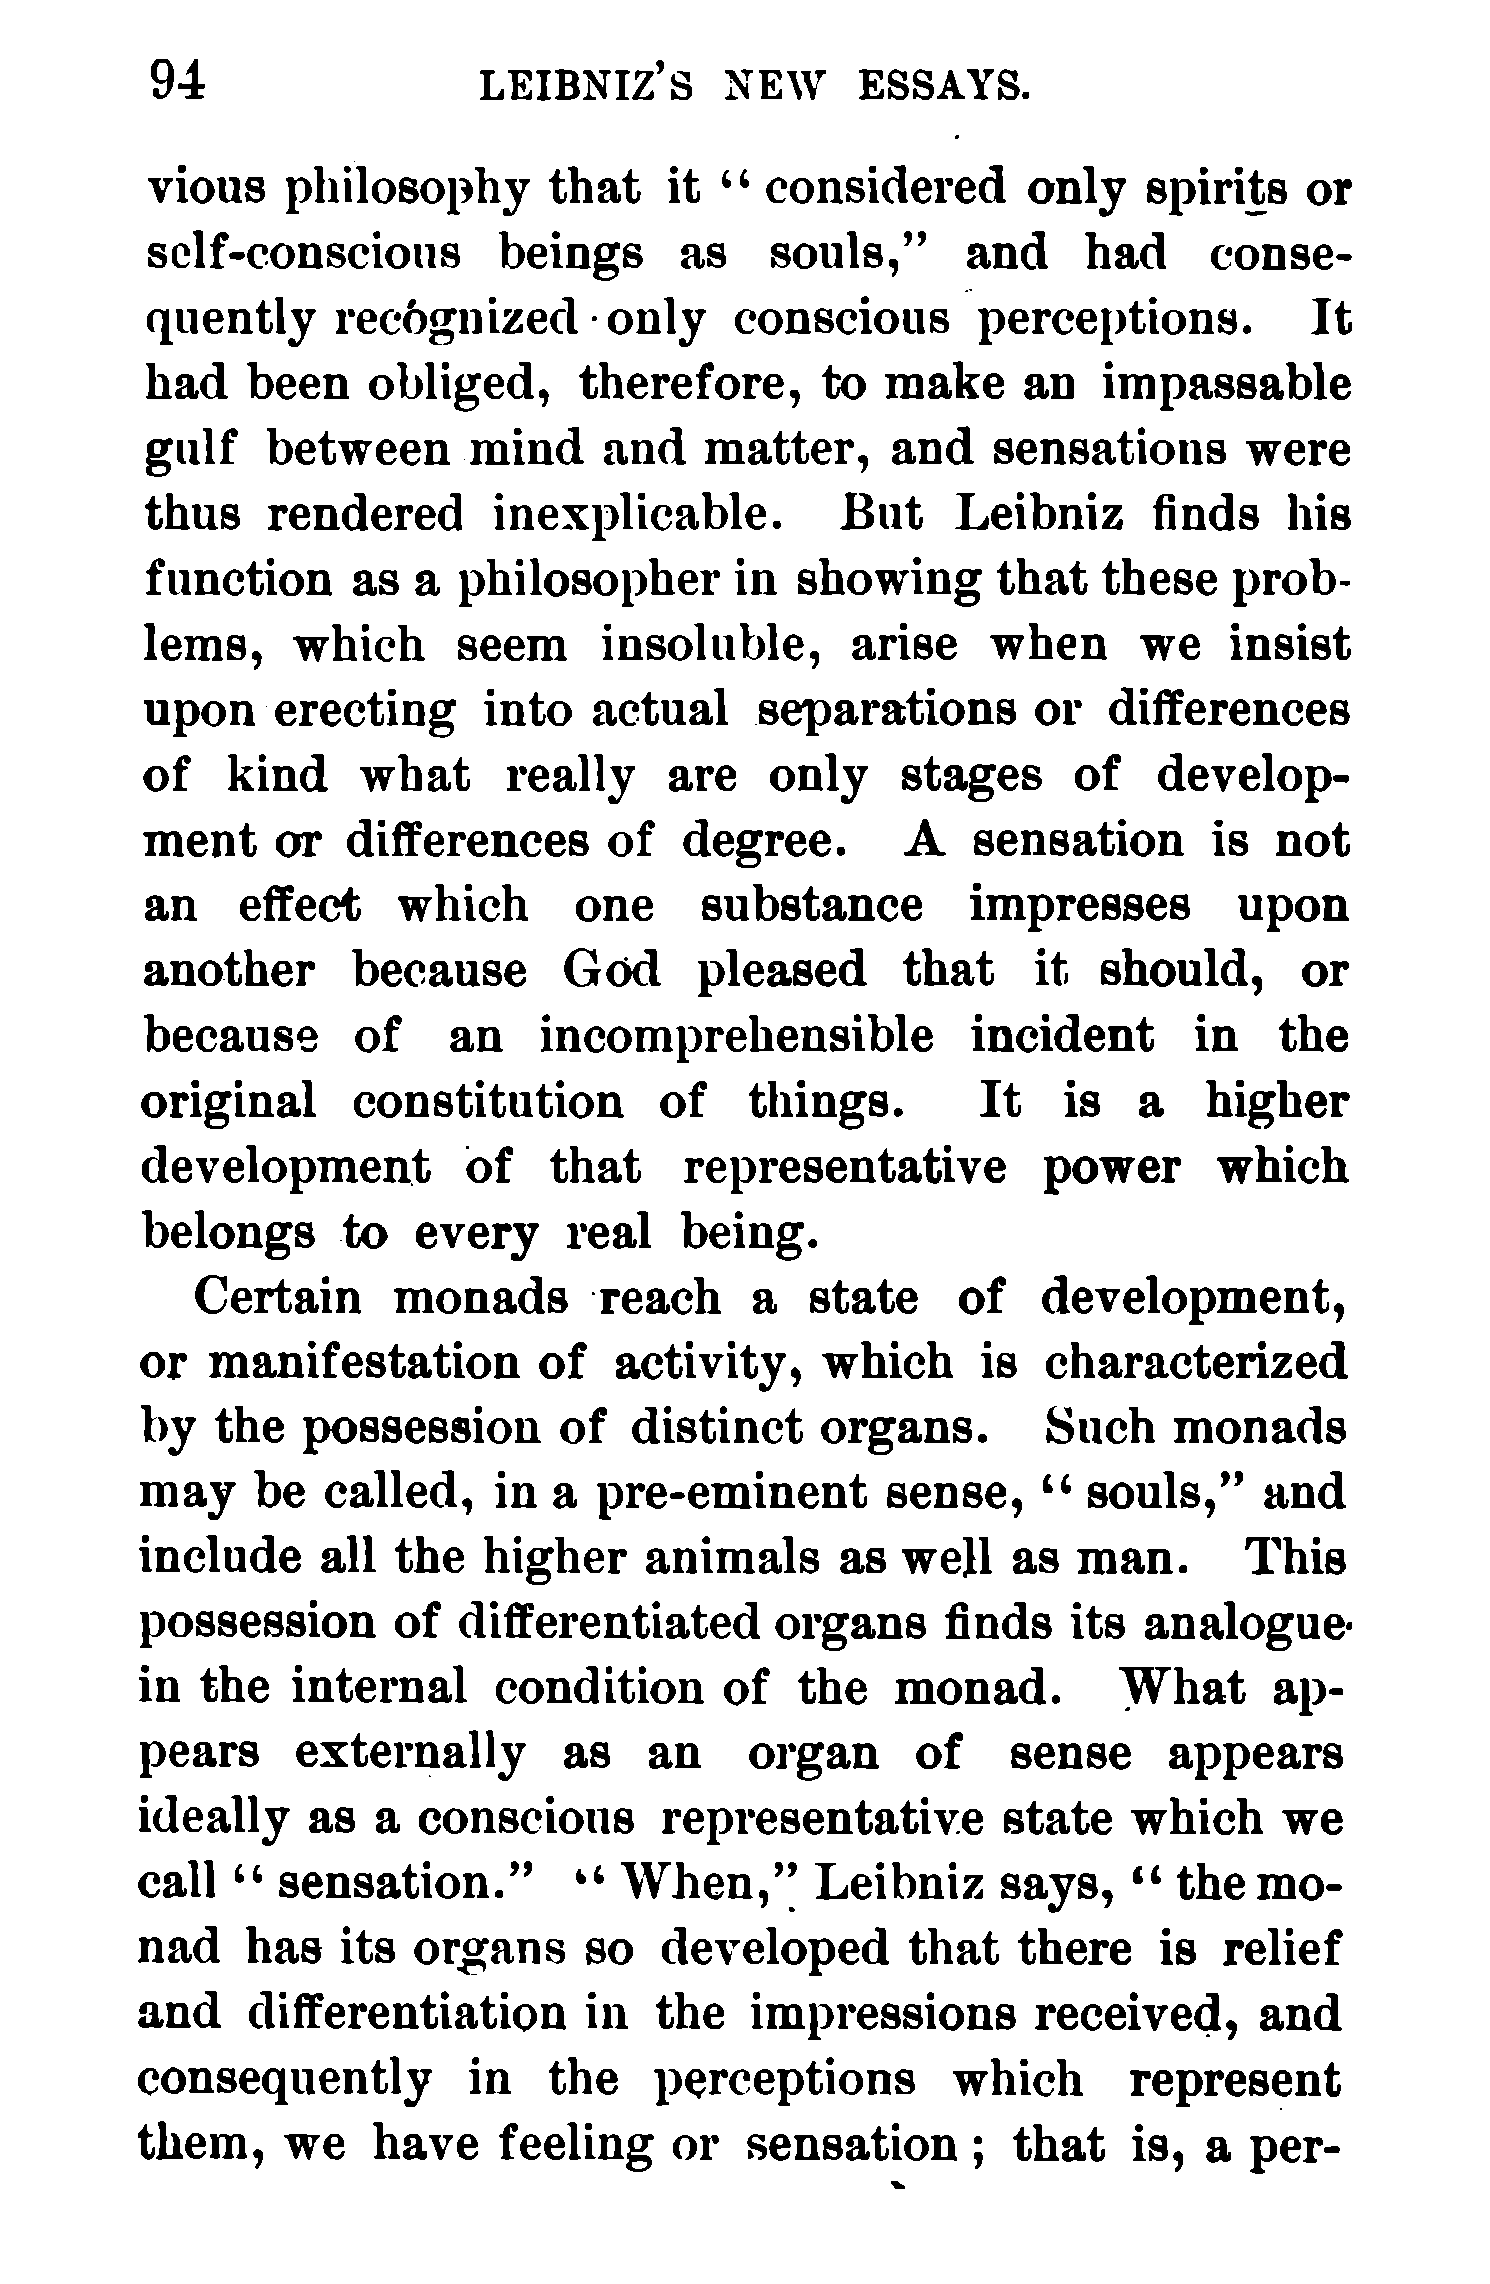 94 LEIBNIZ'S NEW ESSAYS.
vious philosophy that it "considered only spirits or
self-conscious beings as souls," and had conse-
quently recognized only conscious perceptions. It
had been obliged, therefore, to make an impassable
gulf between mind and matter, and sensations were
thus rendered inexplicable. But Leibniz finds his
function as a philosopher in showing that these prob-
lems, which seem insoluble, arise when we insist
upon erecting into actual separations or differences
of kind what really are only stages of develop-
ment or differences of degree. A sensation is not
an effect which one substance impresses upon
another because God pleased that it should, or
because of an incomprehensible incident in the
original constitution of things. It is a higher
development of that representative power which
belongs to every real being.
Certain monads reach a state of development,
or manifestation of activity, which is characterized
by the possession of distinct organs. Such monads
may be called, in a pre-eminent sense, "souls," and
include all the higher animals as well as man. This
possession of differentiated organs finds its analogue
in the internal condition of the monad. What ap-
pears externally as an organ of sense appears
ideally as a conscious representative state which we
call "sensation." "When," Leibniz says, "the mo-
nad has its organs so developed that there is relief
and differentiation in the impressions received, and
consequently in the perceptions which represent
them, we have feeling or sensation; that is, a per-